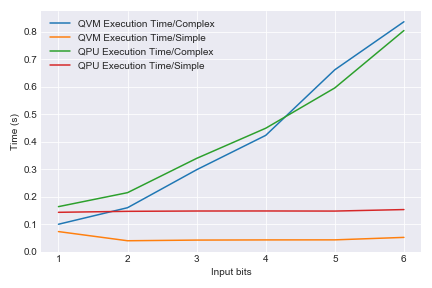 QVM Execution Time/Complex
QVM Execution Time/Simple
QPU Execution Time/Complex
QPU Execution Time/Simple
0.8
0.7
0.6
0.5
0.4
0.3
0.2
0.1
0.0
Time (s)
1 2 3 4 5 6
Input bits